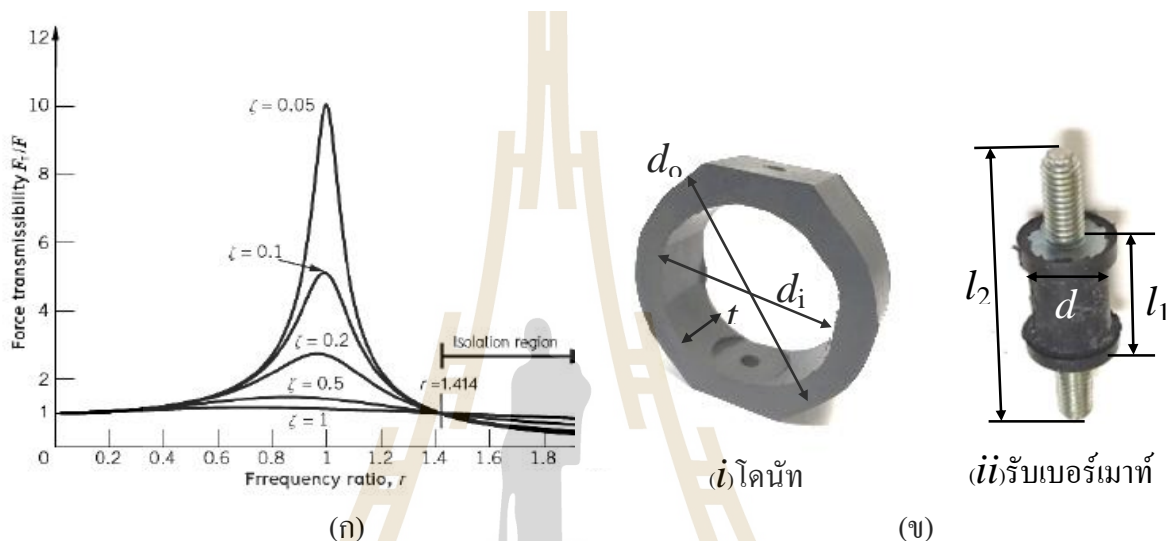 12
10
8
6
4
2
1
0
Force transmissibility Fₜ/F
ζ = 0.05
ζ = 0.1
ζ = 0.2
ζ = 0.5
ζ = 1
Isolation region
r = 1.414
0.2 0.4 0.6 0.8 1.0 1.2 1.4 1.6 1.8
Frrequency ratio, r
(ก)
dₒ
dᵢ
t
(i) โดนัท
l₂
d
l₁
(ii) รับเบอร์เมาท์
(ข)